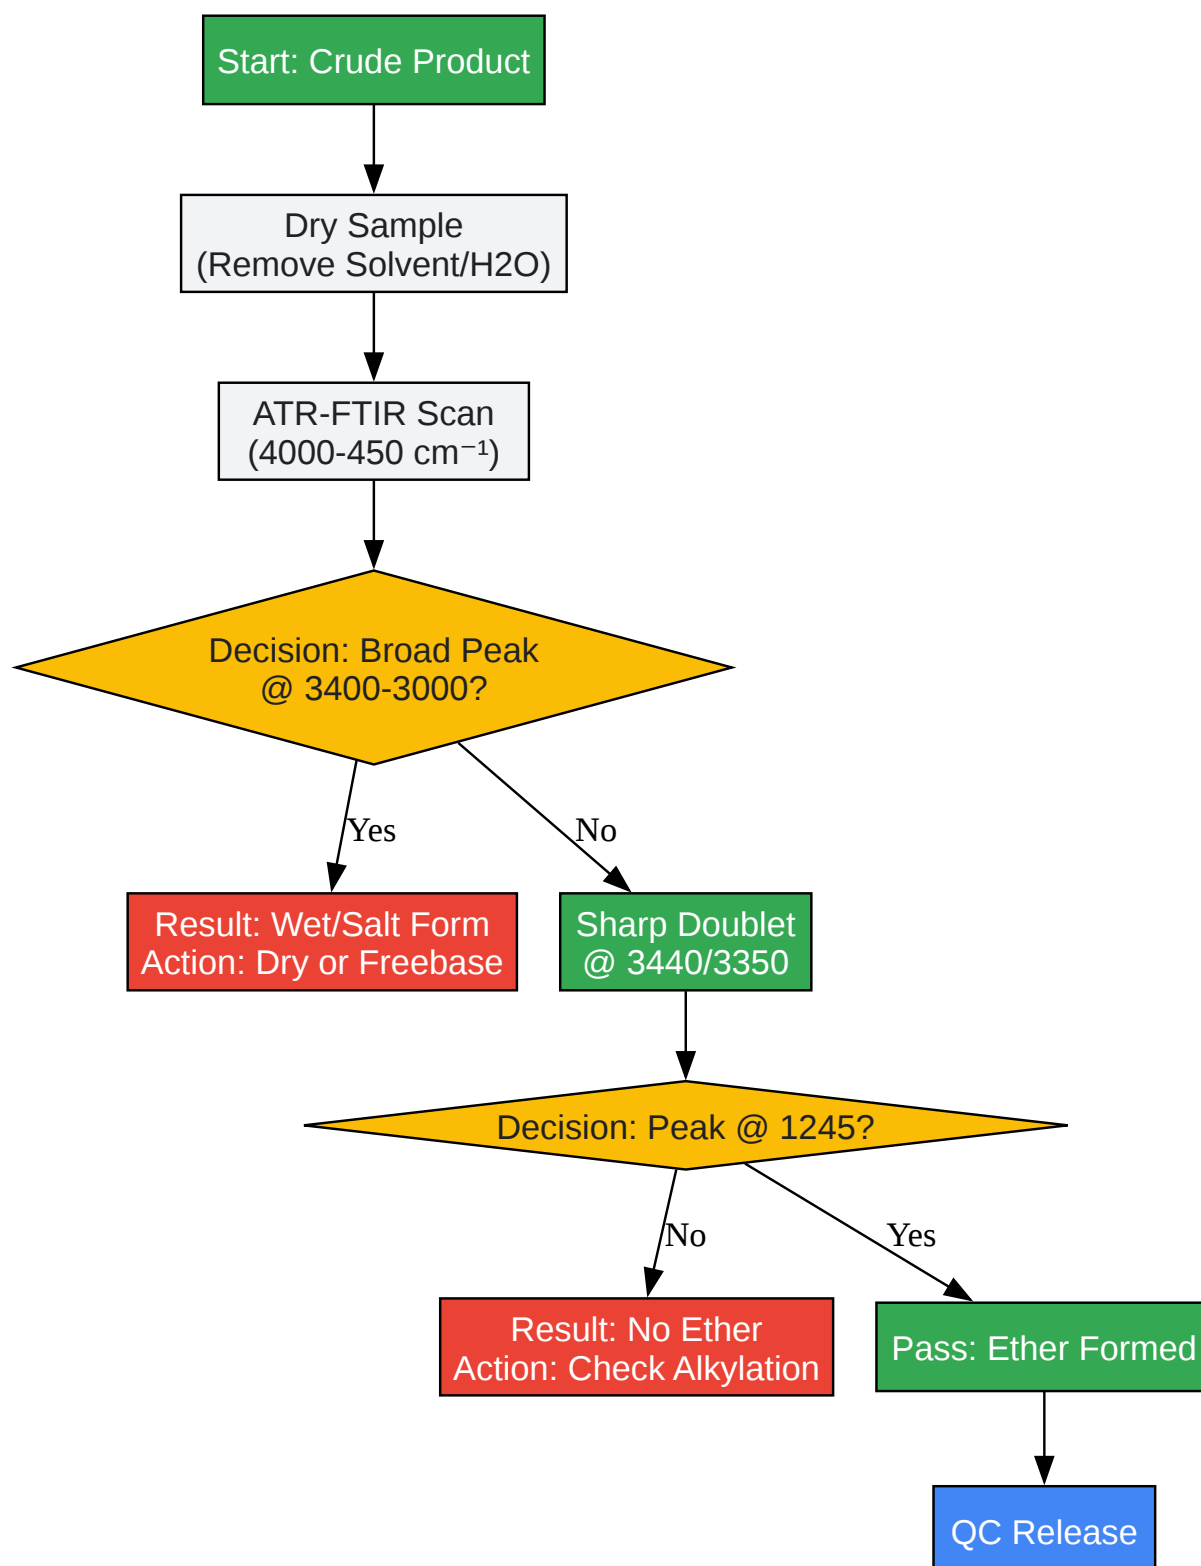 Start: Crude Product
Dry Sample
(Remove Solvent/H2O)
ATR-FTIR Scan
(4000-450 cm⁻¹)
Decision: Broad Peak
@ 3400-3000?
Yes
No
Result: Wet/Salt Form
Action: Dry or Freebase
Sharp Doublet
@ 3440/3350
Decision: Peak @ 1245?
No
Yes
Result: No Ether
Action: Check Alkylation
Pass: Ether Formed
QC Release